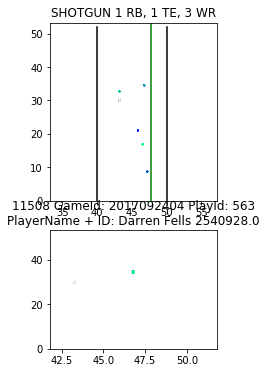 SHOTGUN 1 RB, 1 TE, 3 WR
50
40
30
20
10
0
35 40 45 50
11508 GameId: 2017092404 PlayId: 563
PlayerName + ID: Darren Fells 2540928.0
40
20
0
42.5 45.0 47.5 50.0